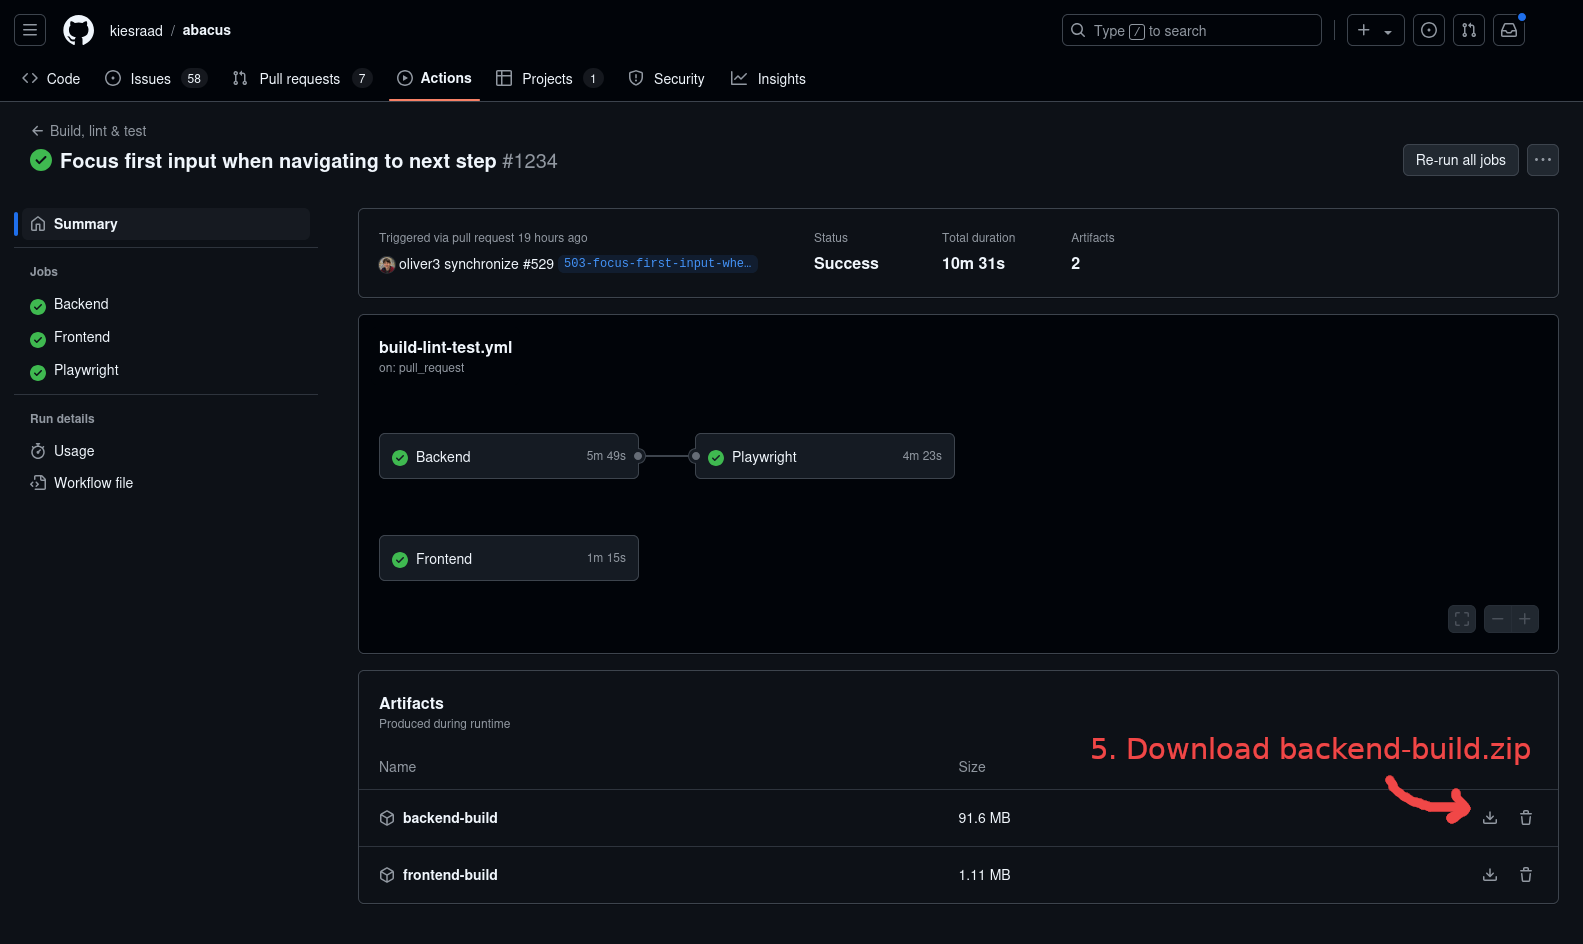 kiesraad / abacus
Type / to search
Code
Issues 58
Pull requests 7
Actions
Projects 1
Security
Insights
Build, lint & test
Focus first input when navigating to next step #1234
Re-run all jobs
Summary
Jobs
Backend
Frontend
Playwright
Run details
Usage
Workflow file
Triggered via pull request 19 hours ago
oliver3 synchronize #529 503-focus-first-input-whe…
Status
Success
Total duration
10m 31s
Artifacts
2
build-lint-test.yml
on: pull_request
Backend 5m 49s
Playwright 4m 23s
Frontend 1m 15s
Artifacts
Produced during runtime
5. Download backend-build.zip
Name Size
backend-build 91.6 MB
frontend-build 1.11 MB